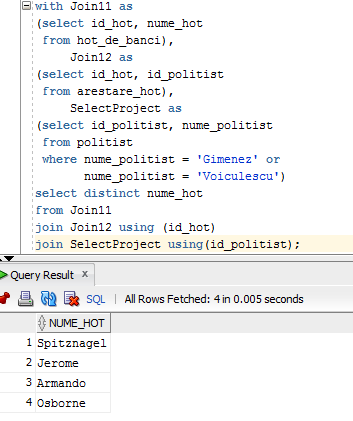 with Join11 as
(select id_hot, nume_hot
from hot_de_banci),
Join12 as
(select id_hot, id_politist
from arestare_hot),
SelectProject as
(select id_politist, nume_politist
from politist
where nume_politist = 'Gimenez' or
nume_politist = 'Voiculescu')
select distinct nume_hot
from Join11
join Join12 using (id_hot)
join SelectProject using(id_politist);
Query Result x
SQL | All Rows Fetched: 4 in 0.005 seconds
NUME_HOT
1 Spitznagel
2 Jerome
3 Armando
4 Osborne